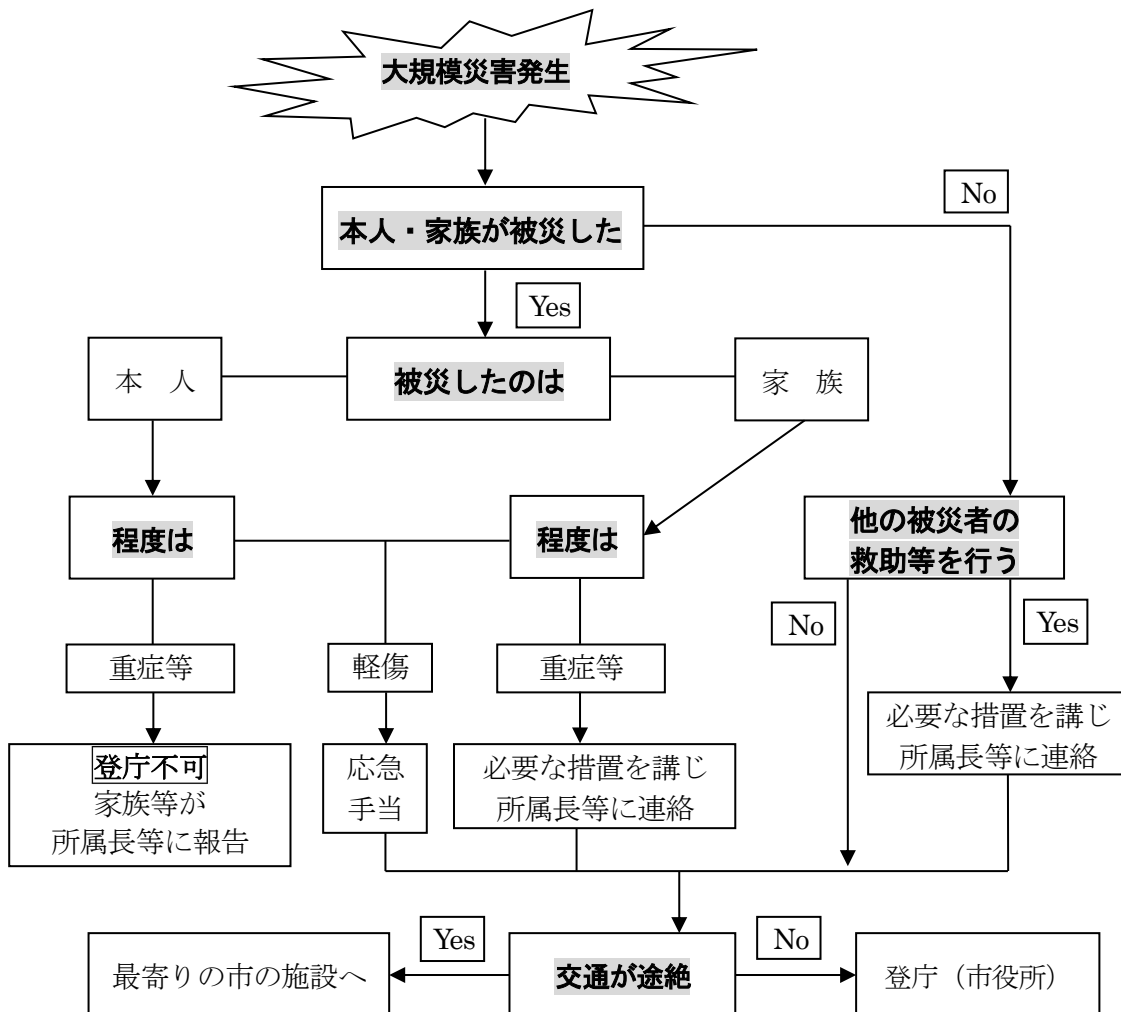 大規模災害発生
No
本人・家族が被災した
Yes
本　人
被災したのは
家　族
程度は
程度は
他の被災者の
救助等を行う
No
Yes
重症等
軽傷
重症等
登庁不可
家族等が
所属長等に報告
応急
手当
必要な措置を講じ
所属長等に連絡
必要な措置を講じ
所属長等に連絡
Yes
No
最寄りの市の施設へ
交通が途絶
登庁（市役所）